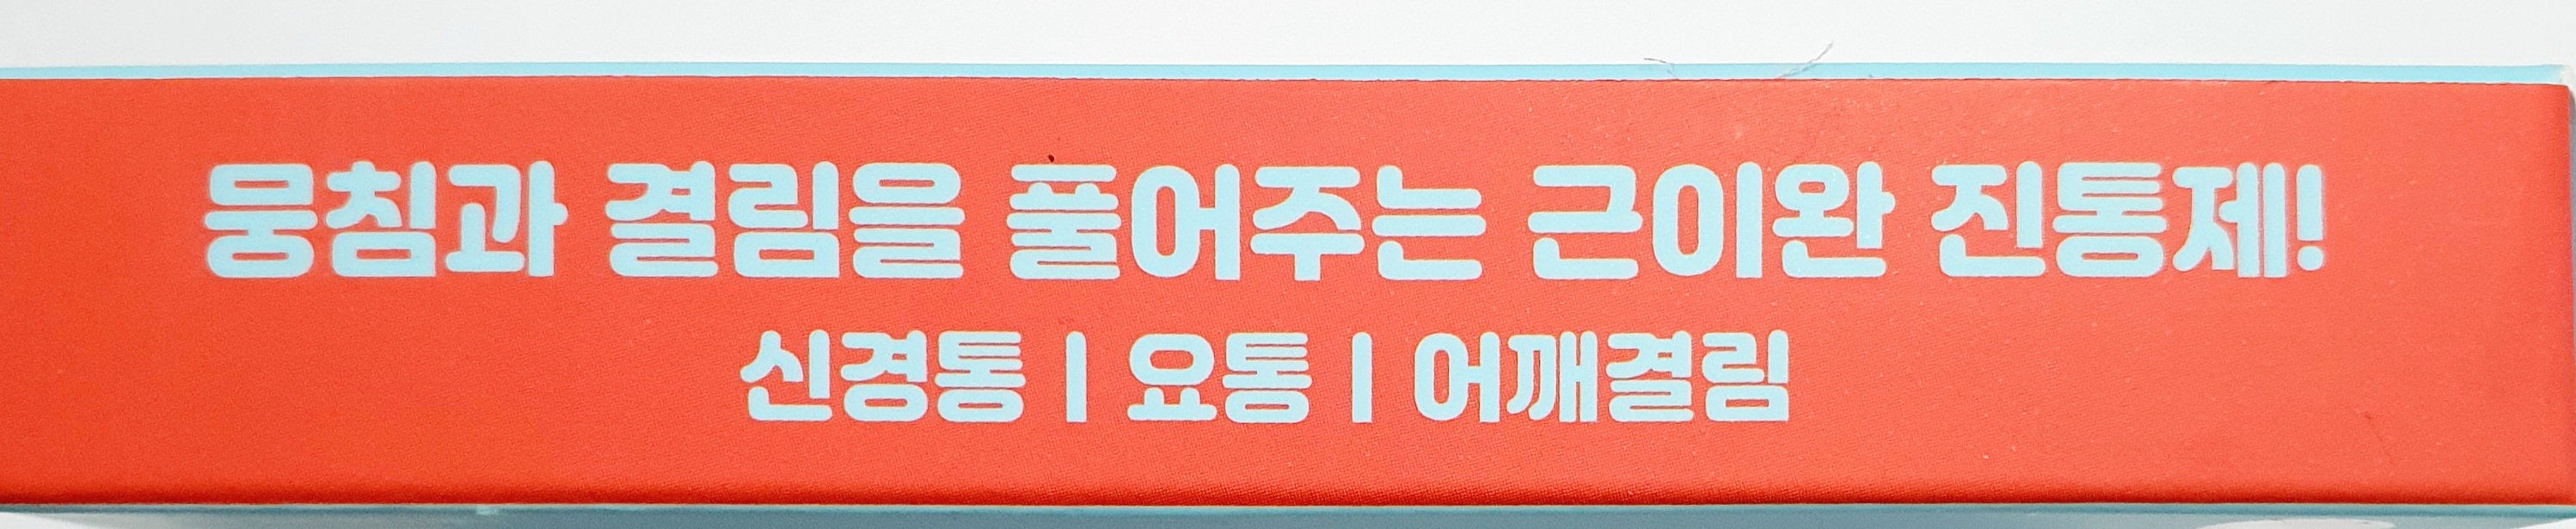 뭉침과 결림을 풀어주는 근이완 진통제!
신경통 | 요통 | 어깨결림